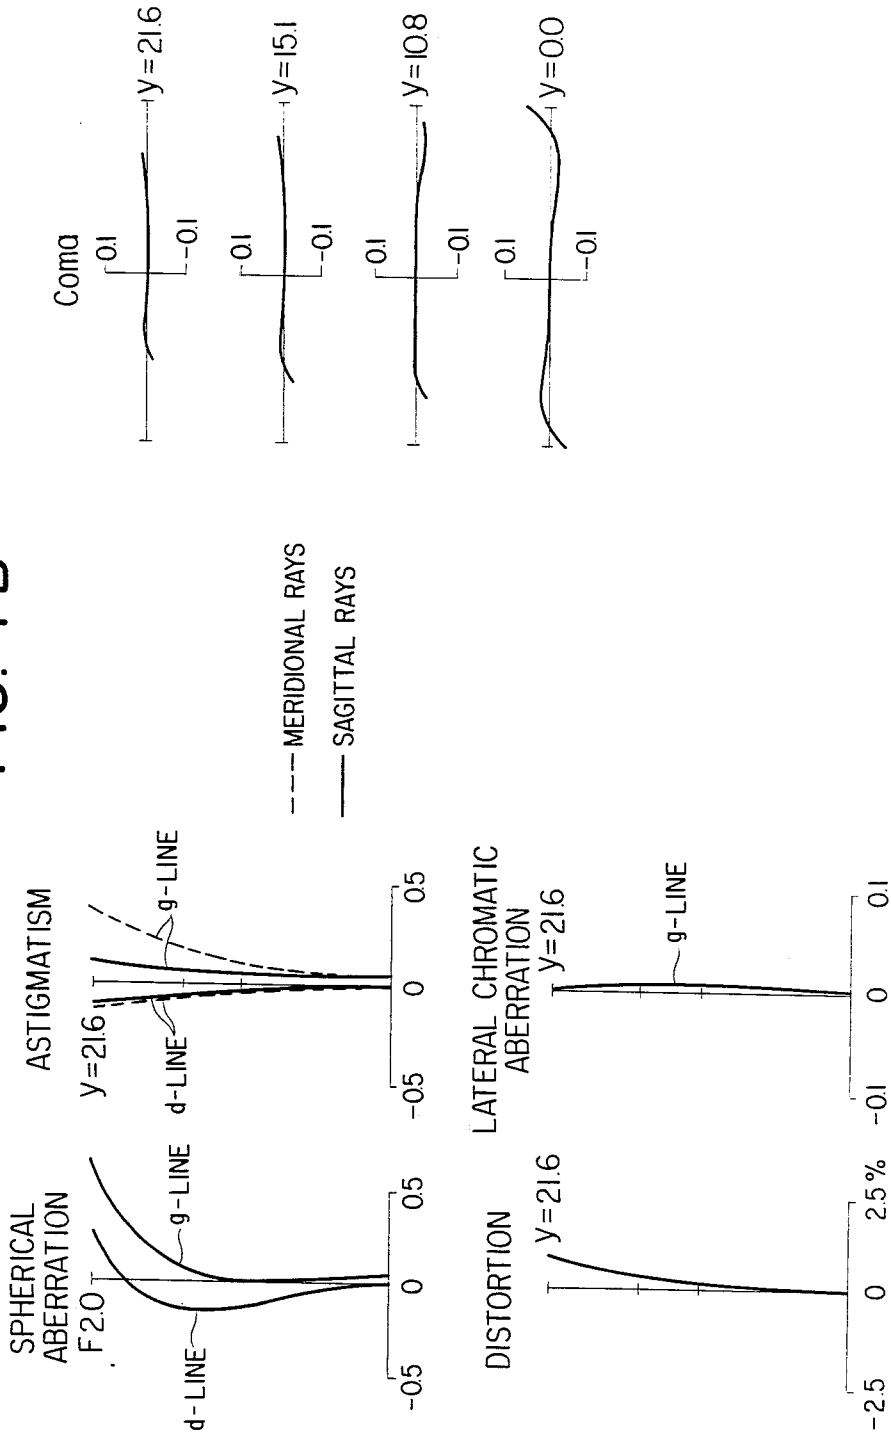 SPHERICAL
ABERRATION
F2.0
g-LINE
d-LINE
-0.5
0
0.5
ASTIGMATISM
y=21.6
g-LINE
d-LINE
-0.5
0
0.5
--- MERIDIONAL RAYS
— SAGITTAL RAYS
DISTORTION
y=21.6
-2.5
0
2.5%
LATERAL CHROMATIC
ABERRATION
y=21.6
g-LINE
-0.1
0
0.1
Coma
0.1
y=21.6
-0.1
0.1
y=15.1
-0.1
0.1
y=10.8
-0.1
0.1
y=0.0
-0.1